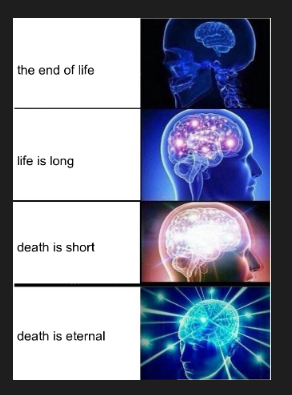 the end of life
life is long
death is short
death is eternal